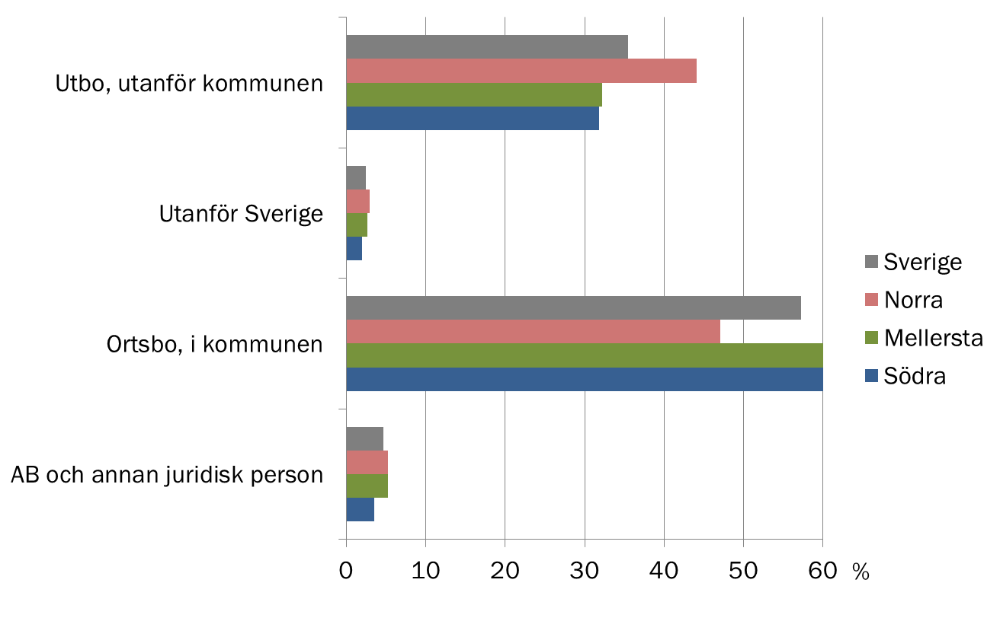 Utbo, utanför kommunen
Utanför Sverige
Ortsbo, i kommunen
AB och annan juridisk person
0 10 20 30 40 50 60 %
Sverige
Norra
Mellersta
Södra